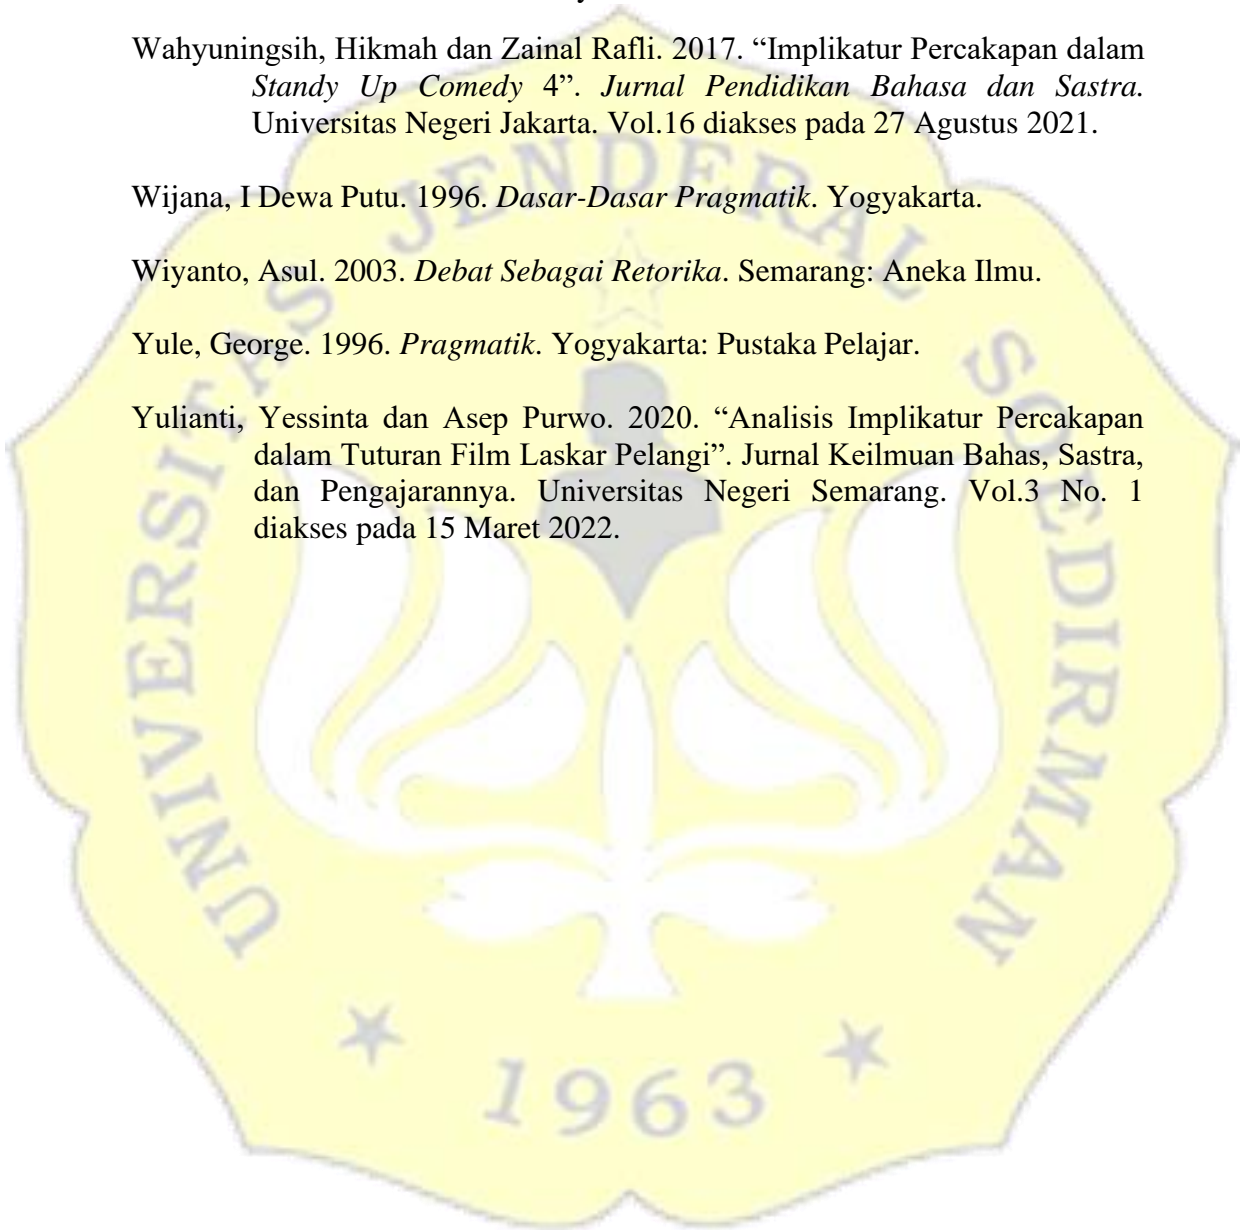 Wahyuningsih, Hikmah dan Zainal Rafli. 2017. “Implikatur Percakapan dalam
Standy Up Comedy 4”. Jurnal Pendidikan Bahasa dan Sastra.
Universitas Negeri Jakarta. Vol.16 diakses pada 27 Agustus 2021.
Wijana, I Dewa Putu. 1996. Dasar-Dasar Pragmatik. Yogyakarta.
Wiyanto, Asul. 2003. Debat Sebagai Retorika. Semarang: Aneka Ilmu.
Yule, George. 1996. Pragmatik. Yogyakarta: Pustaka Pelajar.
Yulianti, Yessinta dan Asep Purwo. 2020. “Analisis Implikatur Percakapan
dalam Tuturan Film Laskar Pelangi”. Jurnal Keilmuan Bahas, Sastra,
dan Pengajarannya. Universitas Negeri Semarang. Vol.3 No. 1
diakses pada 15 Maret 2022.
UNIVERSITAS JENDERAL SOEDIRMAN
1963